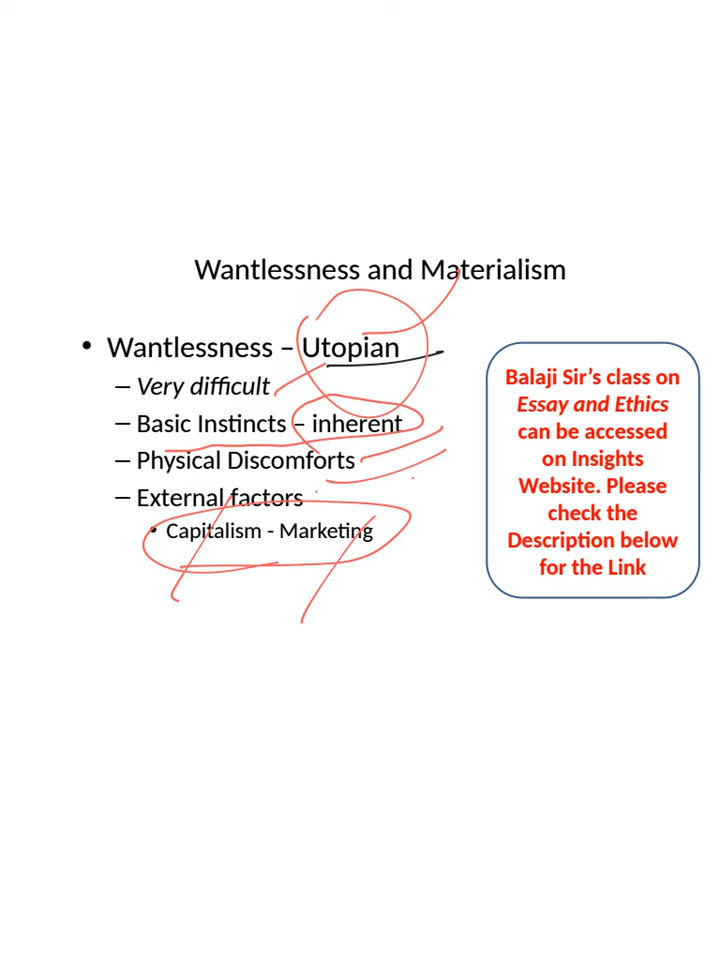 Wantlessness and Materialism
• Wantlessness – Utopian
– Very difficult
– Basic Instincts – inherent
– Physical Discomforts
– External factors
• Capitalism - Marketing
Balaji Sir’s class on
Essay and Ethics
can be accessed
on Insights
Website. Please
check the
Description below
for the Link